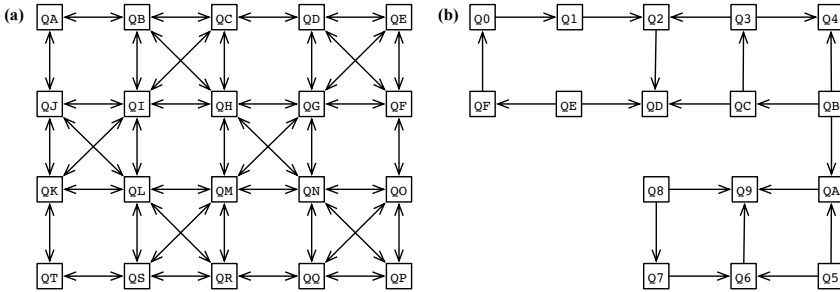 (a) QA QB QC QD QE
QJ QI QH QG QF
QK QL QM QN QO
QT QS QR QQ QP
(b) Q0 Q1 Q2 Q3 Q4
QF QE QD QC QB
Q8 Q9 QA
Q7 Q6 Q5